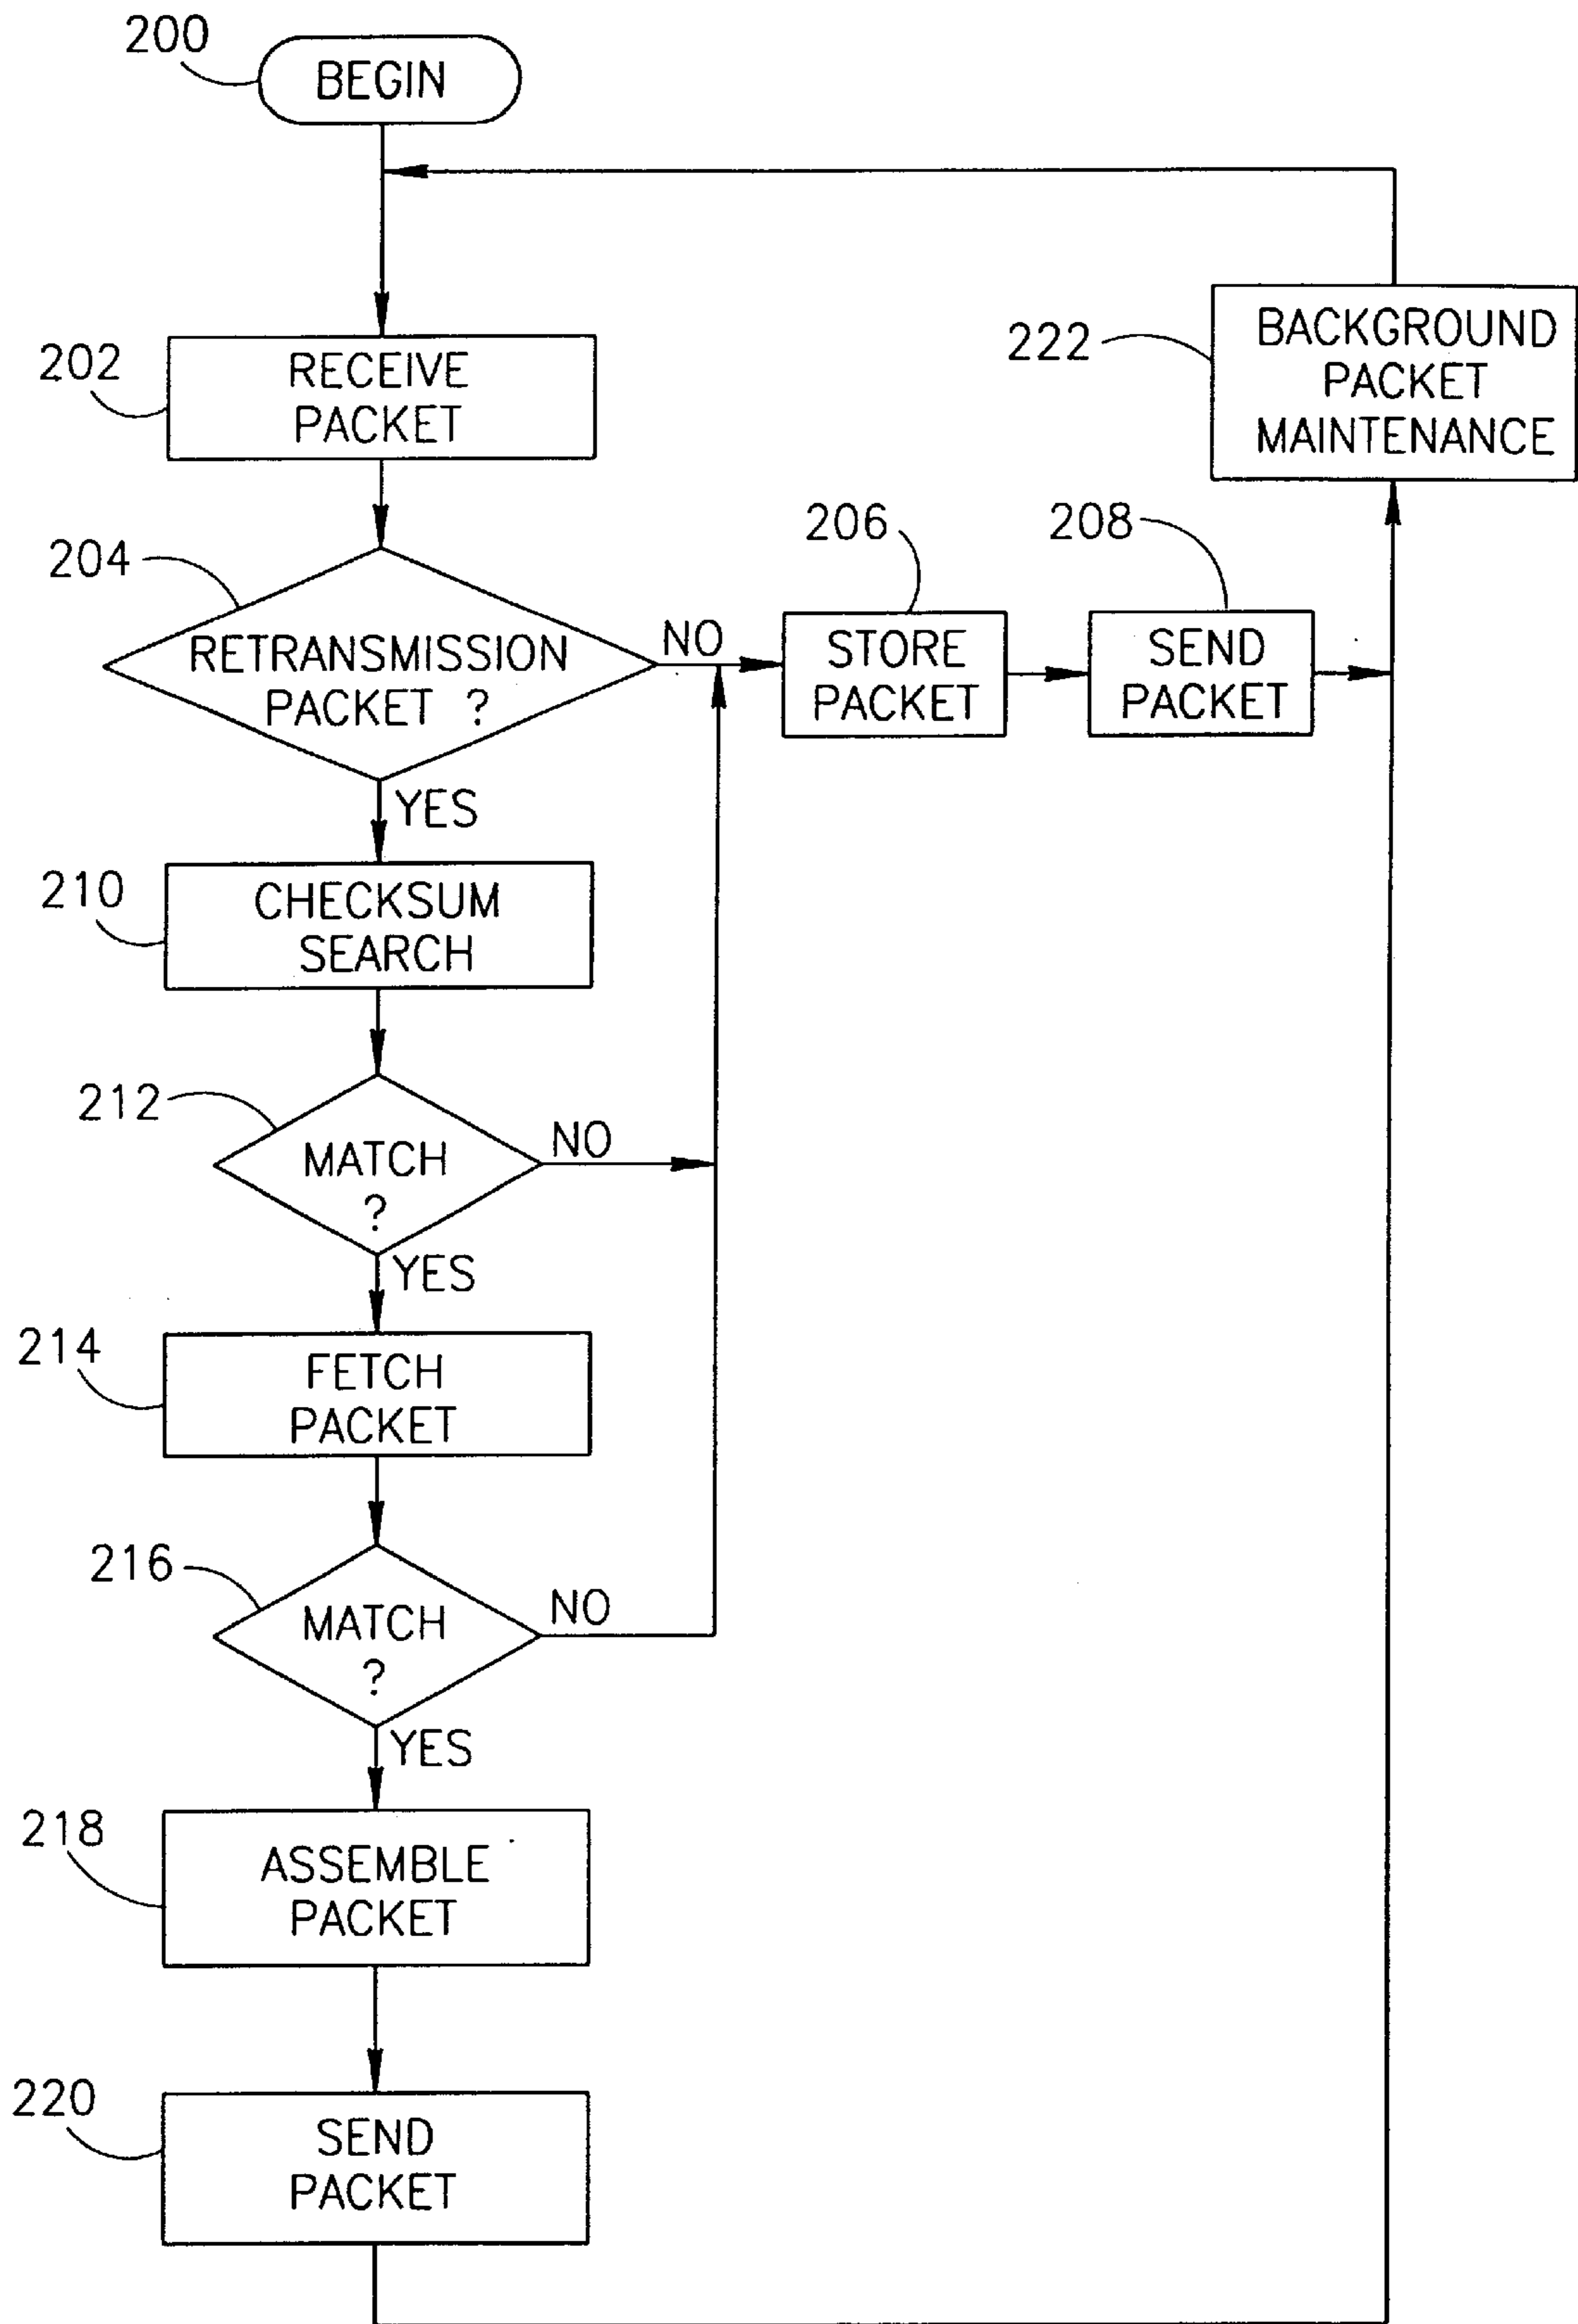 200
BEGIN
202
RECEIVE
PACKET
222
BACKGROUND
PACKET
MAINTENANCE
204
RETRANSMISSION
PACKET ?
NO
206
STORE
PACKET
208
SEND
PACKET
YES
210
CHECKSUM
SEARCH
212
MATCH
?
NO
YES
214
FETCH
PACKET
216
MATCH
?
NO
YES
218
ASSEMBLE
PACKET
220
SEND
PACKET